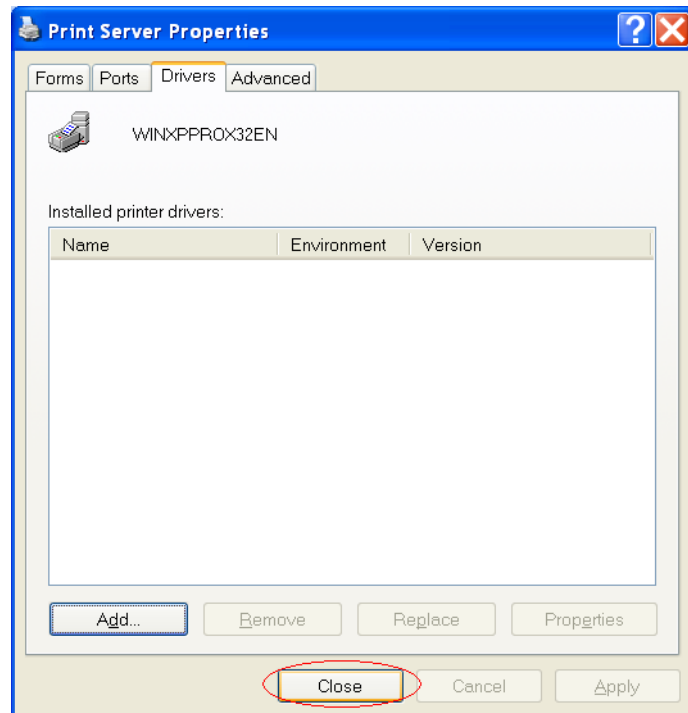 Print Server Properties
Forms Ports Drivers Advanced
WINXPPROX32EN
Installed printer drivers:
Name Environment Version
Add... Remove Replace Properties
Close Cancel Apply